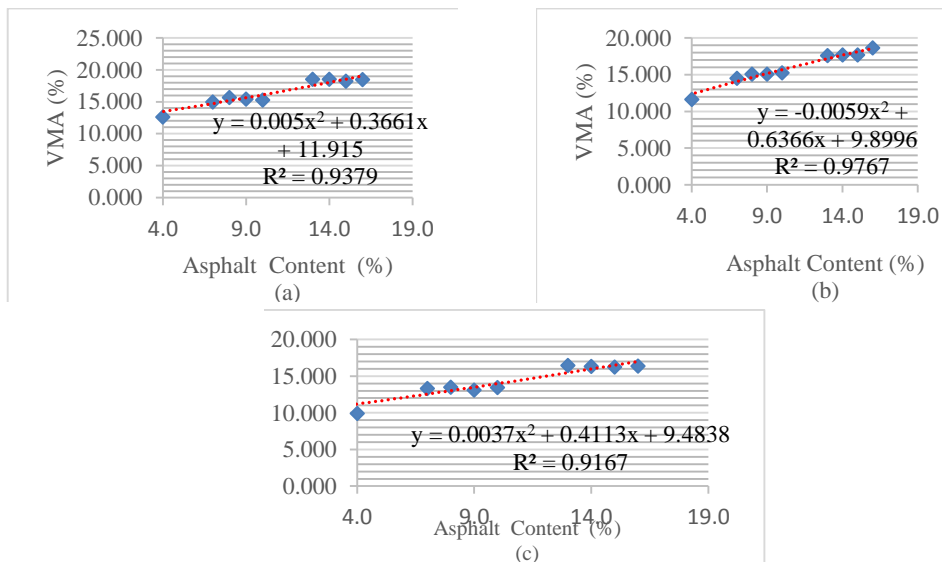 25.000
20.000
15.000
10.000
5.000
0.000
VMA (%)
y = 0.005x² + 0.3661x
+ 11.915
R² = 0.9379
4.0 9.0 14.0 19.0
Asphalt Content (%)
(a)
20.000
15.000
10.000
5.000
0.000
VMA (%)
y = -0.0059x² +
0.6366x + 9.8996
R² = 0.9767
4.0 9.0 14.0 19.0
Asphalt Content (%)
(b)
20.000
15.000
10.000
5.000
0.000
y = 0.0037x² + 0.4113x + 9.4838
R² = 0.9167
4.0 9.0 14.0 19.0
Asphalt Content (%)
(c)